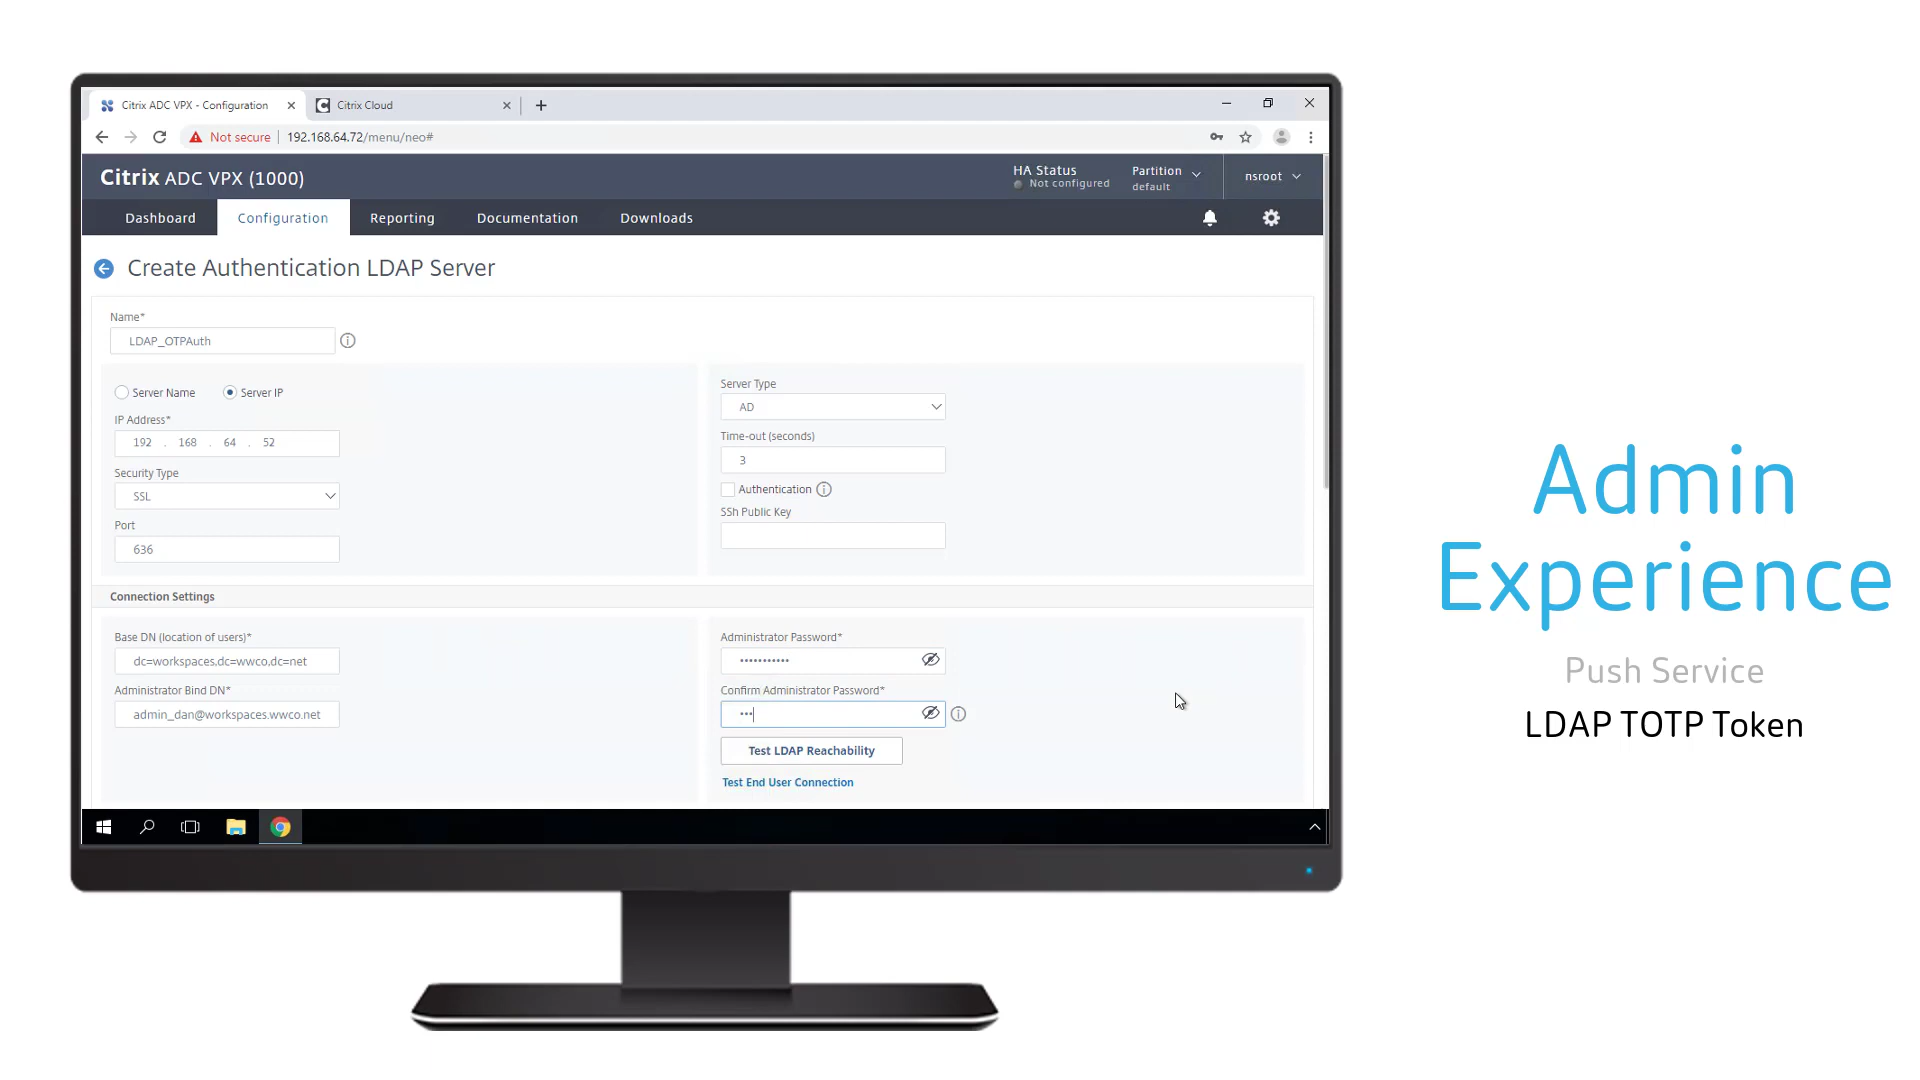 Citrix ADC VPX - Configuration
Citrix Cloud
Not secure
192.168.64.72/menu/neo#
Citrix ADC VPX (1000)
HA Status
Not configured
Partition
default
nsroot
Dashboard
Configuration
Reporting
Documentation
Downloads
Create Authentication LDAP Server
Name*
LDAP_OTPAuth
Server Name
Server IP
IP Address*
192 . 168 . 64 . 52
Security Type
SSL
Port
636
Server Type
AD
Time-out (seconds)
3
Authentication
SSh Public Key
Connection Settings
Base DN (location of users)*
dc=workspaces,dc=wwco,dc=net
Administrator Bind DN*
admin_dan@workspaces.wwco.net
Administrator Password*
•••••••••••
Confirm Administrator Password*
•••
Test LDAP Reachability
Test End User Connection
Admin
Experience
Push Service
LDAP TOTP Token